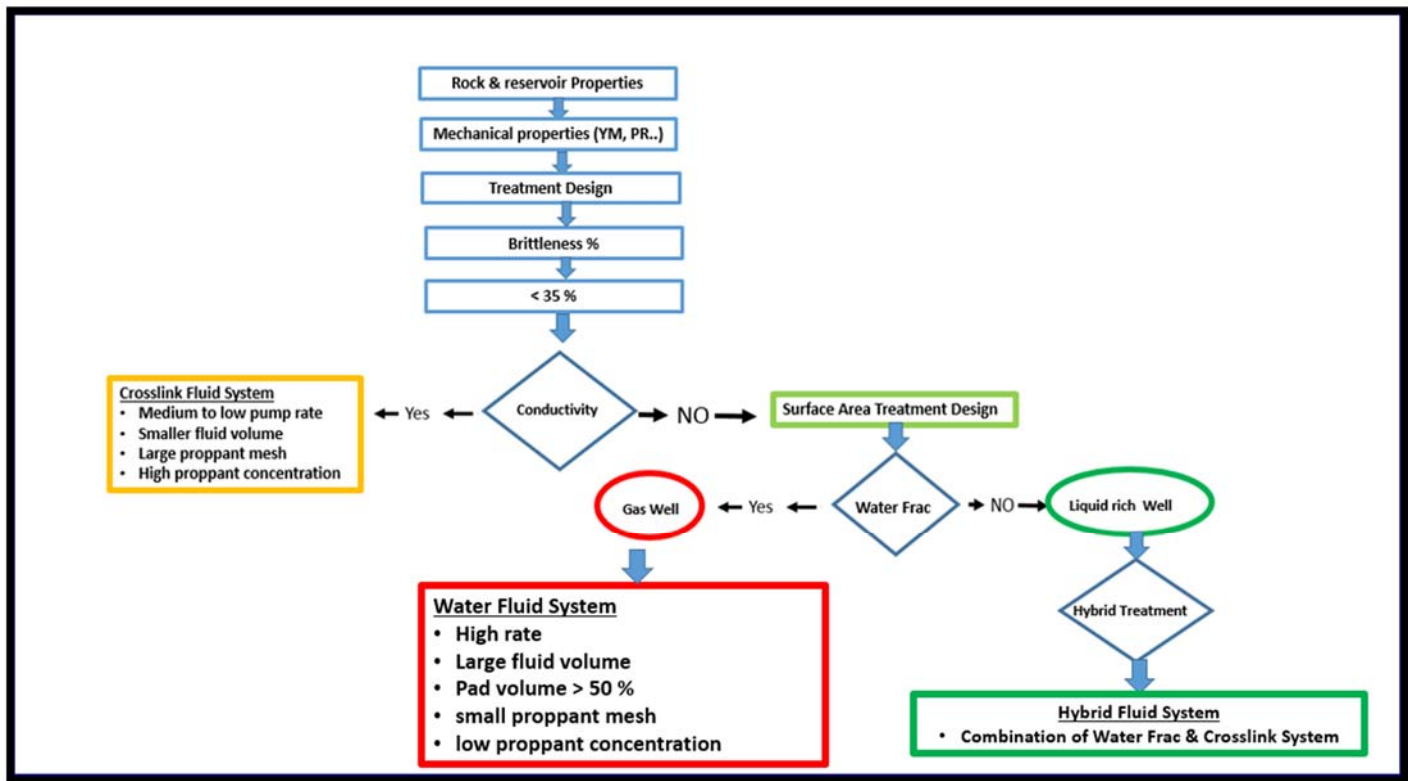 Rock & reservoir Properties
Mechanical properties (YM, PR..)
Treatment Design
Brittleness %
< 35 %
Crosslink Fluid System
• Medium to low pump rate
• Smaller fluid volume
• Large proppant mesh
• High proppant concentration
Yes
Conductivity
NO
Surface Area Treatment Design
Gas Well
Yes
Water Frac
NO
Liquid rich Well
Water Fluid System
• High rate
• Large fluid volume
• Pad volume > 50 %
• small proppant mesh
• low proppant concentration
Hybrid Treatment
Hybrid Fluid System
• Combination of Water Frac & Crosslink System